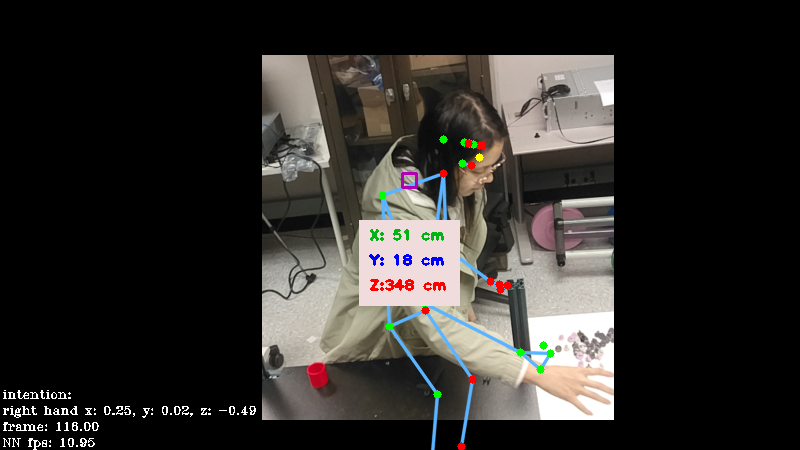 X: 51 cm
Y: 18 cm
Z:348 cm
intention:
right hand x: 0.25, y: 0.02, z: -0.49
frame: 116.00
NN fps: 10.95